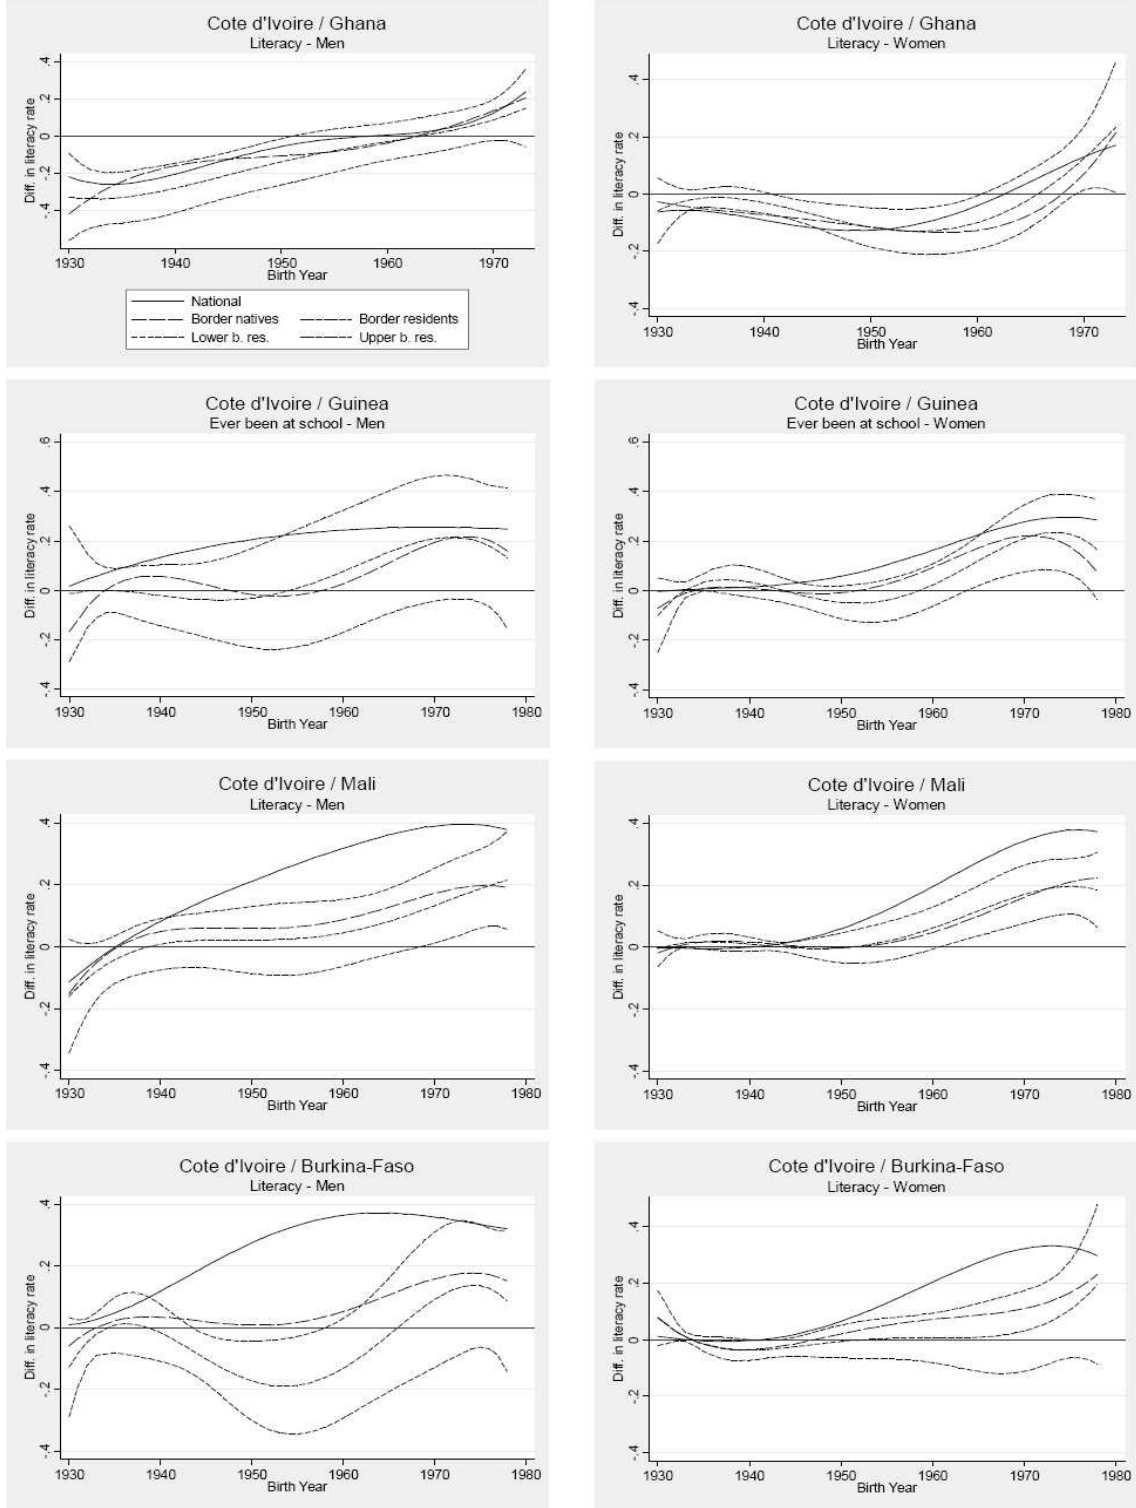 Cote d'Ivoire / Ghana
Literacy - Men
Diff. in literacy rate
.4
.2
0
-.2
-.4
1930 1940 1950 1960 1970
Birth Year
National
Border natives Border residents
Lower b. res. Upper b. res.
Cote d'Ivoire / Ghana
Literacy - Women
Diff. in literacy rate
.4
.2
0
-.2
-.4
1930 1940 1950 1960 1970
Birth Year
Cote d'Ivoire / Guinea
Ever been at school - Men
Diff. in literacy rate
.6
.4
.2
0
-.2
-.4
1930 1940 1950 1960 1970 1980
Birth Year
Cote d'Ivoire / Guinea
Ever been at school - Women
Diff. in literacy rate
.6
.4
.2
0
-.2
-.4
1930 1940 1950 1960 1970 1980
Birth Year
Cote d'Ivoire / Mali
Literacy - Men
Diff. in literacy rate
.4
.2
0
-.2
-.4
1930 1940 1950 1960 1970 1980
Birth Year
Cote d'Ivoire / Mali
Literacy - Women
Diff. in literacy rate
.4
.2
0
-.2
-.4
1930 1940 1950 1960 1970 1980
Birth Year
Cote d'Ivoire / Burkina-Faso
Literacy - Men
Diff. in literacy rate
.4
.2
0
-.2
-.4
1930 1940 1950 1960 1970 1980
Birth Year
Cote d'Ivoire / Burkina-Faso
Literacy - Women
Diff. in literacy rate
.4
.2
0
-.2
-.4
1930 1940 1950 1960 1970 1980
Birth Year